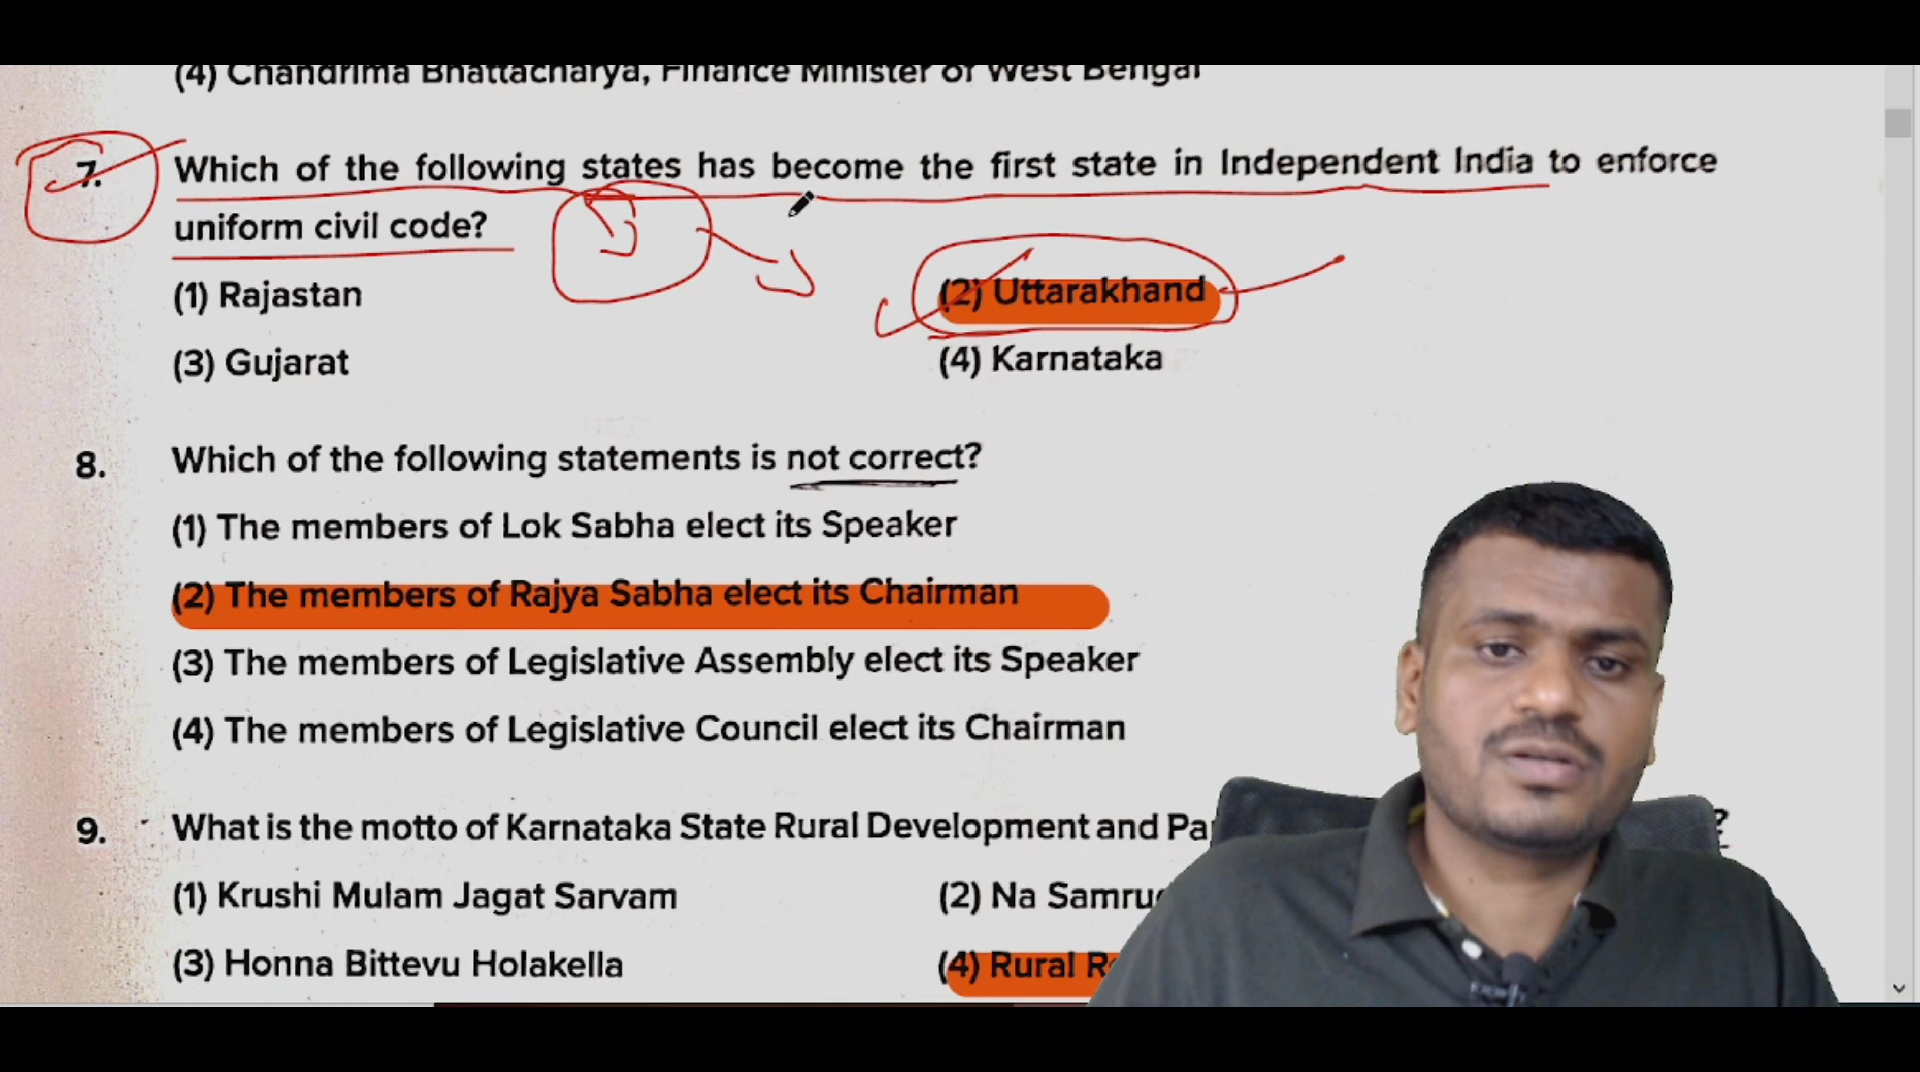 (4) Chandrima Bhattacharya, Finance Minister of West Bengal
7. Which of the following states has become the first state in Independent India to enforce
uniform civil code?
(1) Rajastan (2) Uttarakhand
(3) Gujarat (4) Karnataka
8. Which of the following statements is not correct?
(1) The members of Lok Sabha elect its Speaker
(2) The members of Rajya Sabha elect its Chairman
(3) The members of Legislative Assembly elect its Speaker
(4) The members of Legislative Council elect its Chairman
9. What is the motto of Karnataka State Rural Development and ?
(1) Krushi Mulam Jagat Sarvam (2) Na
(3) Honna Bittevu Holakella (4) Rural